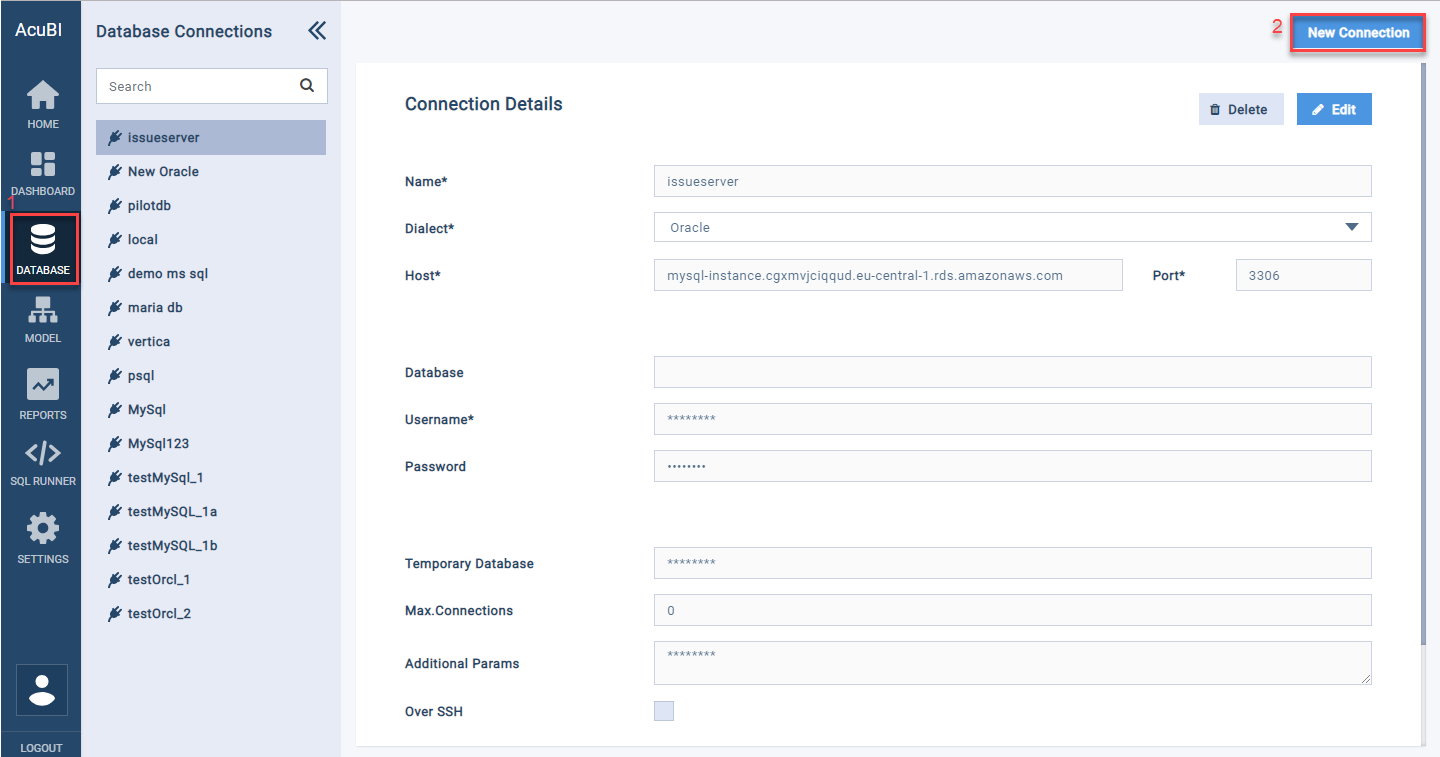 AcuBI
HOME
DASHBOARD
1
DATABASE
MODEL
REPORTS
SQL RUNNER
SETTINGS
LOGOUT
Database Connections
Search
issueserver
New Oracle
pilotdb
local
demo ms sql
maria db
vertica
psql
MySql
MySql123
testMySql_1
testMySQL_1a
testMySQL_1b
testOrcl_1
testOrcl_2
2 New Connection
Connection Details
Delete Edit
Name* issueserver
Dialect* Oracle
Host* mysql-instance.cgxmvjciqqud.eu-central-1.rds.amazonaws.com Port* 3306
Database
Username* ********
Password ••••••••
Temporary Database ********
Max.Connections 0
Additional Params ********
Over SSH